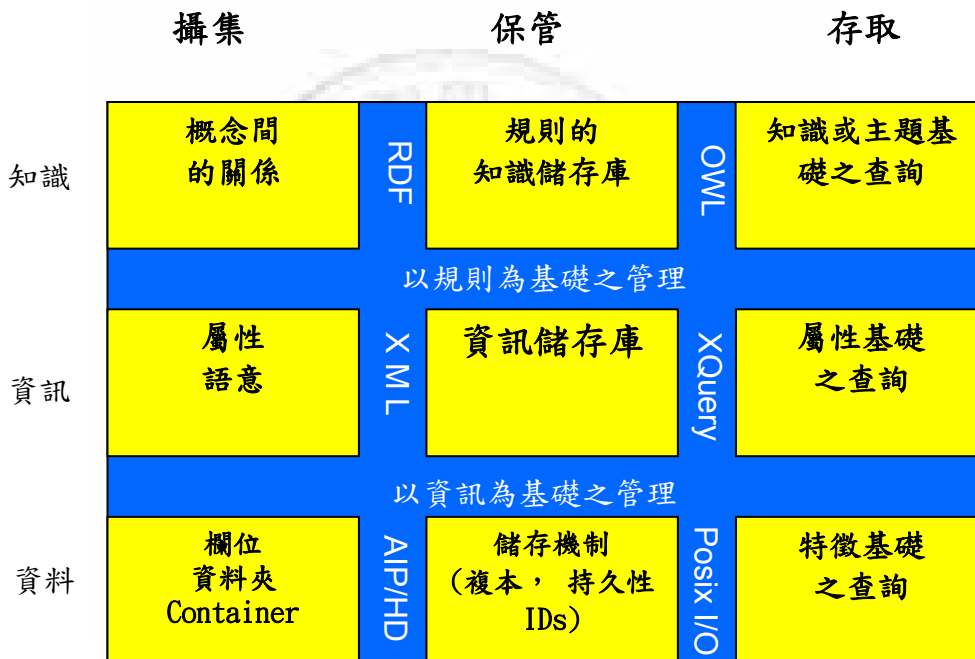 攝集 保管 存取
知識
概念間
的關係
RDF
規則的
知識儲存庫
OWL
知識或主題基
礎之查詢
以規則為基礎之管理
資訊
屬性
語意
X M L
資訊儲存庫
XQuery
屬性基礎
之查詢
以資訊為基礎之管理
資料
欄位
資料夾
Container
AIP/HD
儲存機制
(複本， 持久性
IDs)
Posix I/O
特徵基礎
之查詢